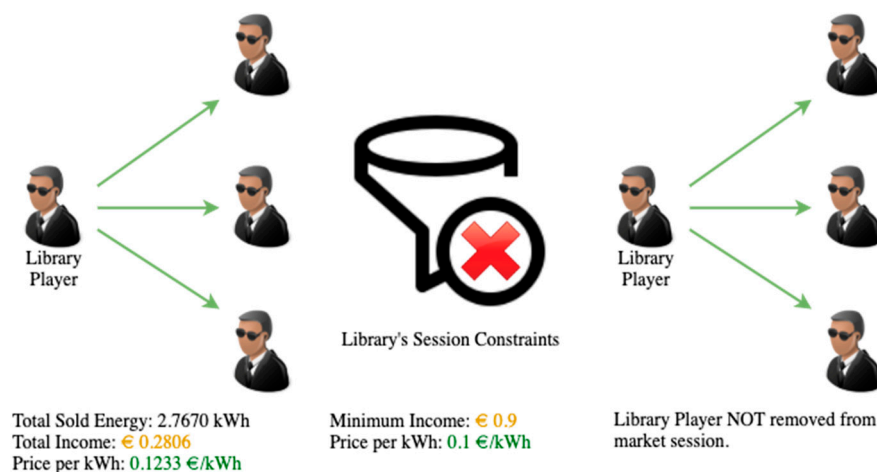 Library
Player
Total Sold Energy: 2.7670 kWh
Total Income: € 0.2806
Price per kWh: 0.1233 €/kWh
Library's Session Constraints
Minimum Income: € 0.9
Price per kWh: 0.1 €/kWh
Library
Player
Library Player NOT removed from
market session.